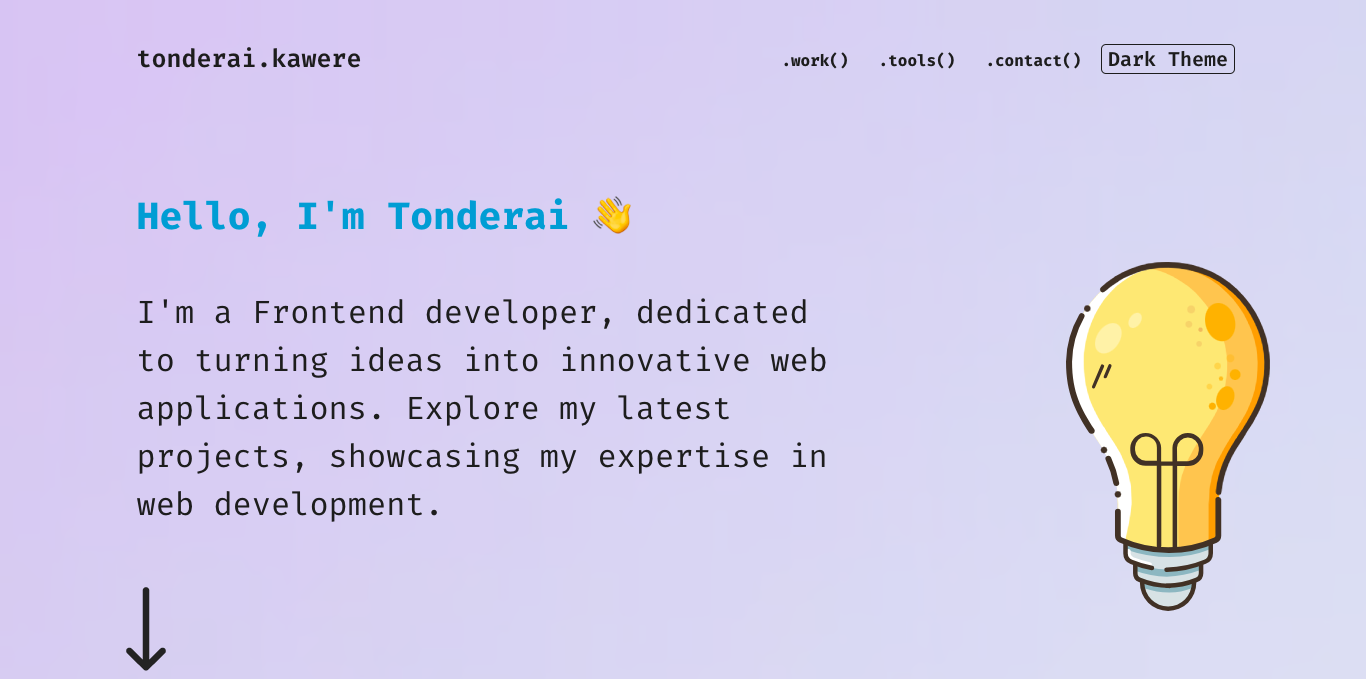 tonderai.kawere
.work() .tools() .contact() Dark Theme
Hello, I'm Tonderai 👋
I'm a Frontend developer, dedicated
to turning ideas into innovative web
applications. Explore my latest
projects, showcasing my expertise in
web development.